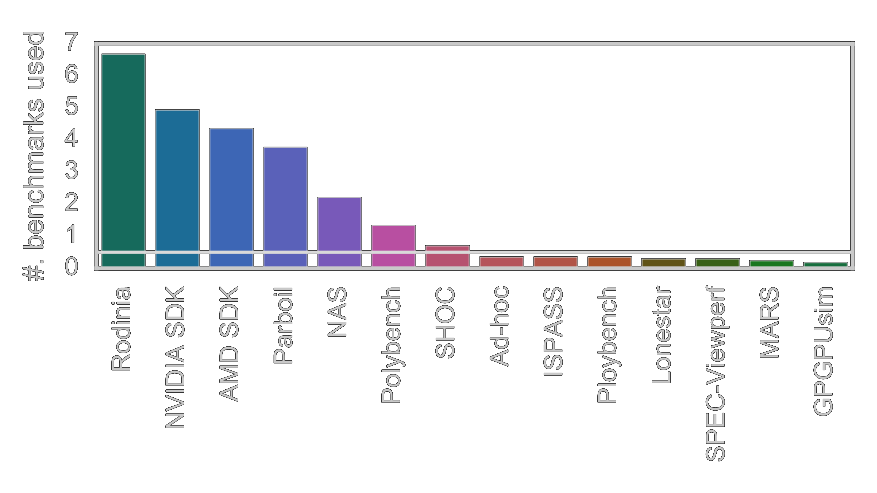 #. benchmarks used
7
6
5
4
3
2
1
0
Rodinia
NVIDIA SDK
AMD SDK
Parboil
NAS
Polybench
SHOC
Ad-hoc
ISPASS
Ploybench
Lonestar
SPEC-Viewperf
MARS
GPGPUsim